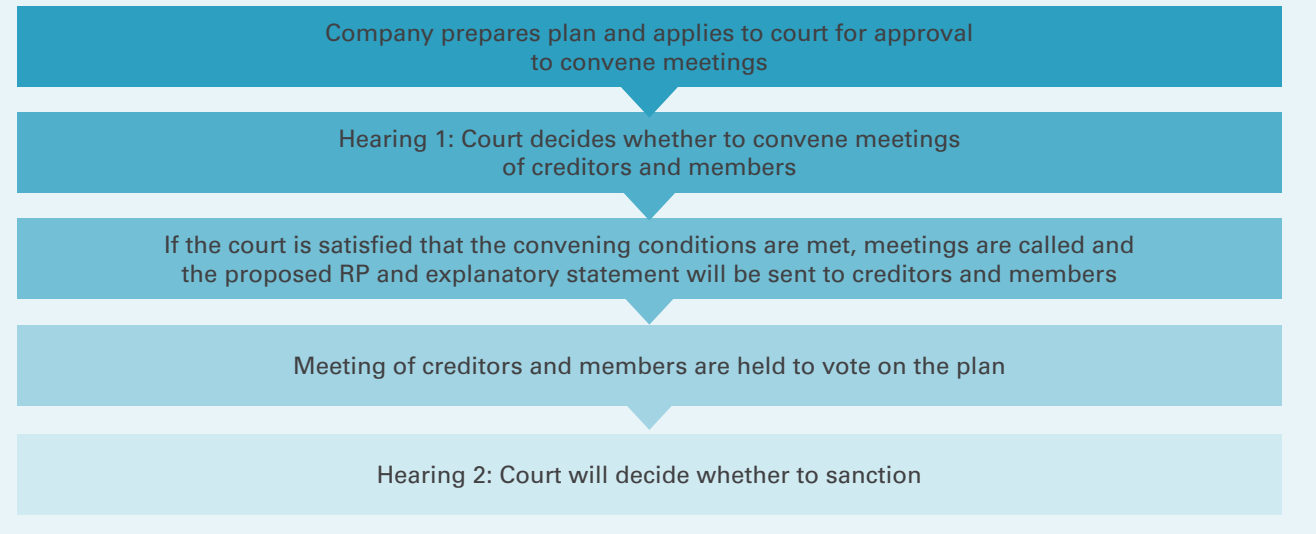 Company prepares plan and applies to court for approval
to convene meetings
Hearing 1: Court decides whether to convene meetings
of creditors and members
If the court is satisfied that the convening conditions are met, meetings are called and
the proposed RP and explanatory statement will be sent to creditors and members
Meeting of creditors and members are held to vote on the plan
Hearing 2: Court will decide whether to sanction